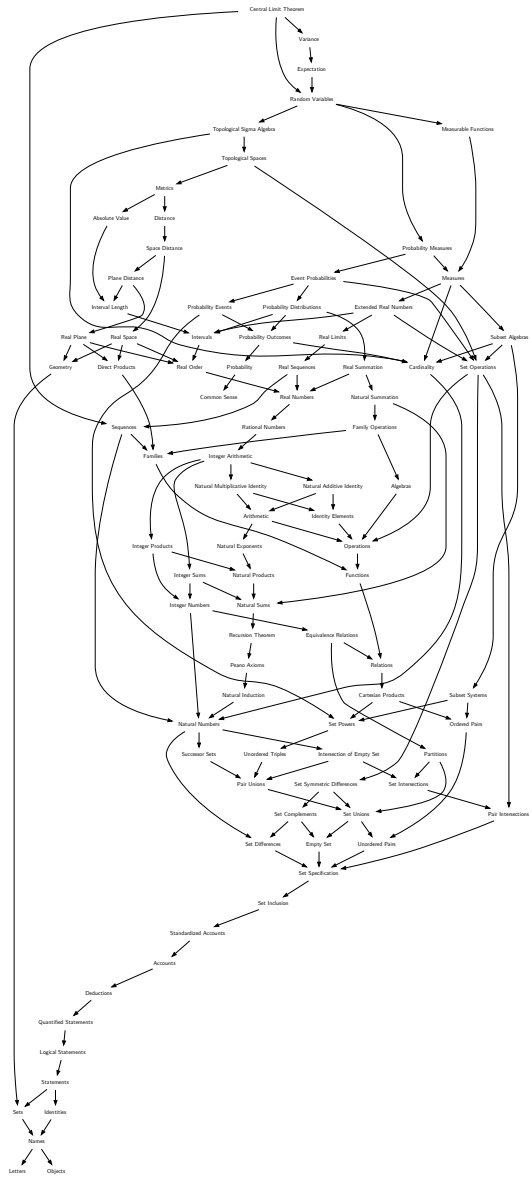 Central Limit Theorem
Variance
Expectation
Random Variables
Topological Sigma Algebra
Measurable Functions
Topological Spaces
Metrics
Absolute Value
Distance
Space Distance
Probability Measures
Plane Distance
Event Probabilities
Measures
Interval Length
Probability Events
Probability Distributions
Extended Real Numbers
Real Plane
Real Space
Intervals
Probability Outcomes
Real Limits
Subset Algebras
Geometry
Direct Products
Real Order
Probability
Real Sequences
Real Summation
Cardinality
Set Operations
Common Sense
Real Numbers
Natural Summation
Sequences
Rational Numbers
Family Operations
Families
Integer Arithmetic
Natural Multiplicative Identity
Natural Additive Identity
Algebras
Arithmetic
Identity Elements
Integer Products
Natural Exponents
Operations
Integer Sums
Natural Products
Functions
Integer Numbers
Natural Sums
Recursion Theorem
Equivalence Relations
Peano Axioms
Relations
Natural Induction
Cartesian Products
Subset Systems
Natural Numbers
Set Powers
Ordered Pairs
Successor Sets
Unordered Triples
Intersection of Empty Set
Partitions
Pair Unions
Set Symmetric Differences
Set Intersections
Set Complements
Set Unions
Pair Intersections
Set Differences
Empty Set
Unordered Pairs
Set Specification
Set Inclusion
Standardized Accounts
Accounts
Deductions
Quantified Statements
Logical Statements
Statements
Sets
Identities
Names
Letters
Objects